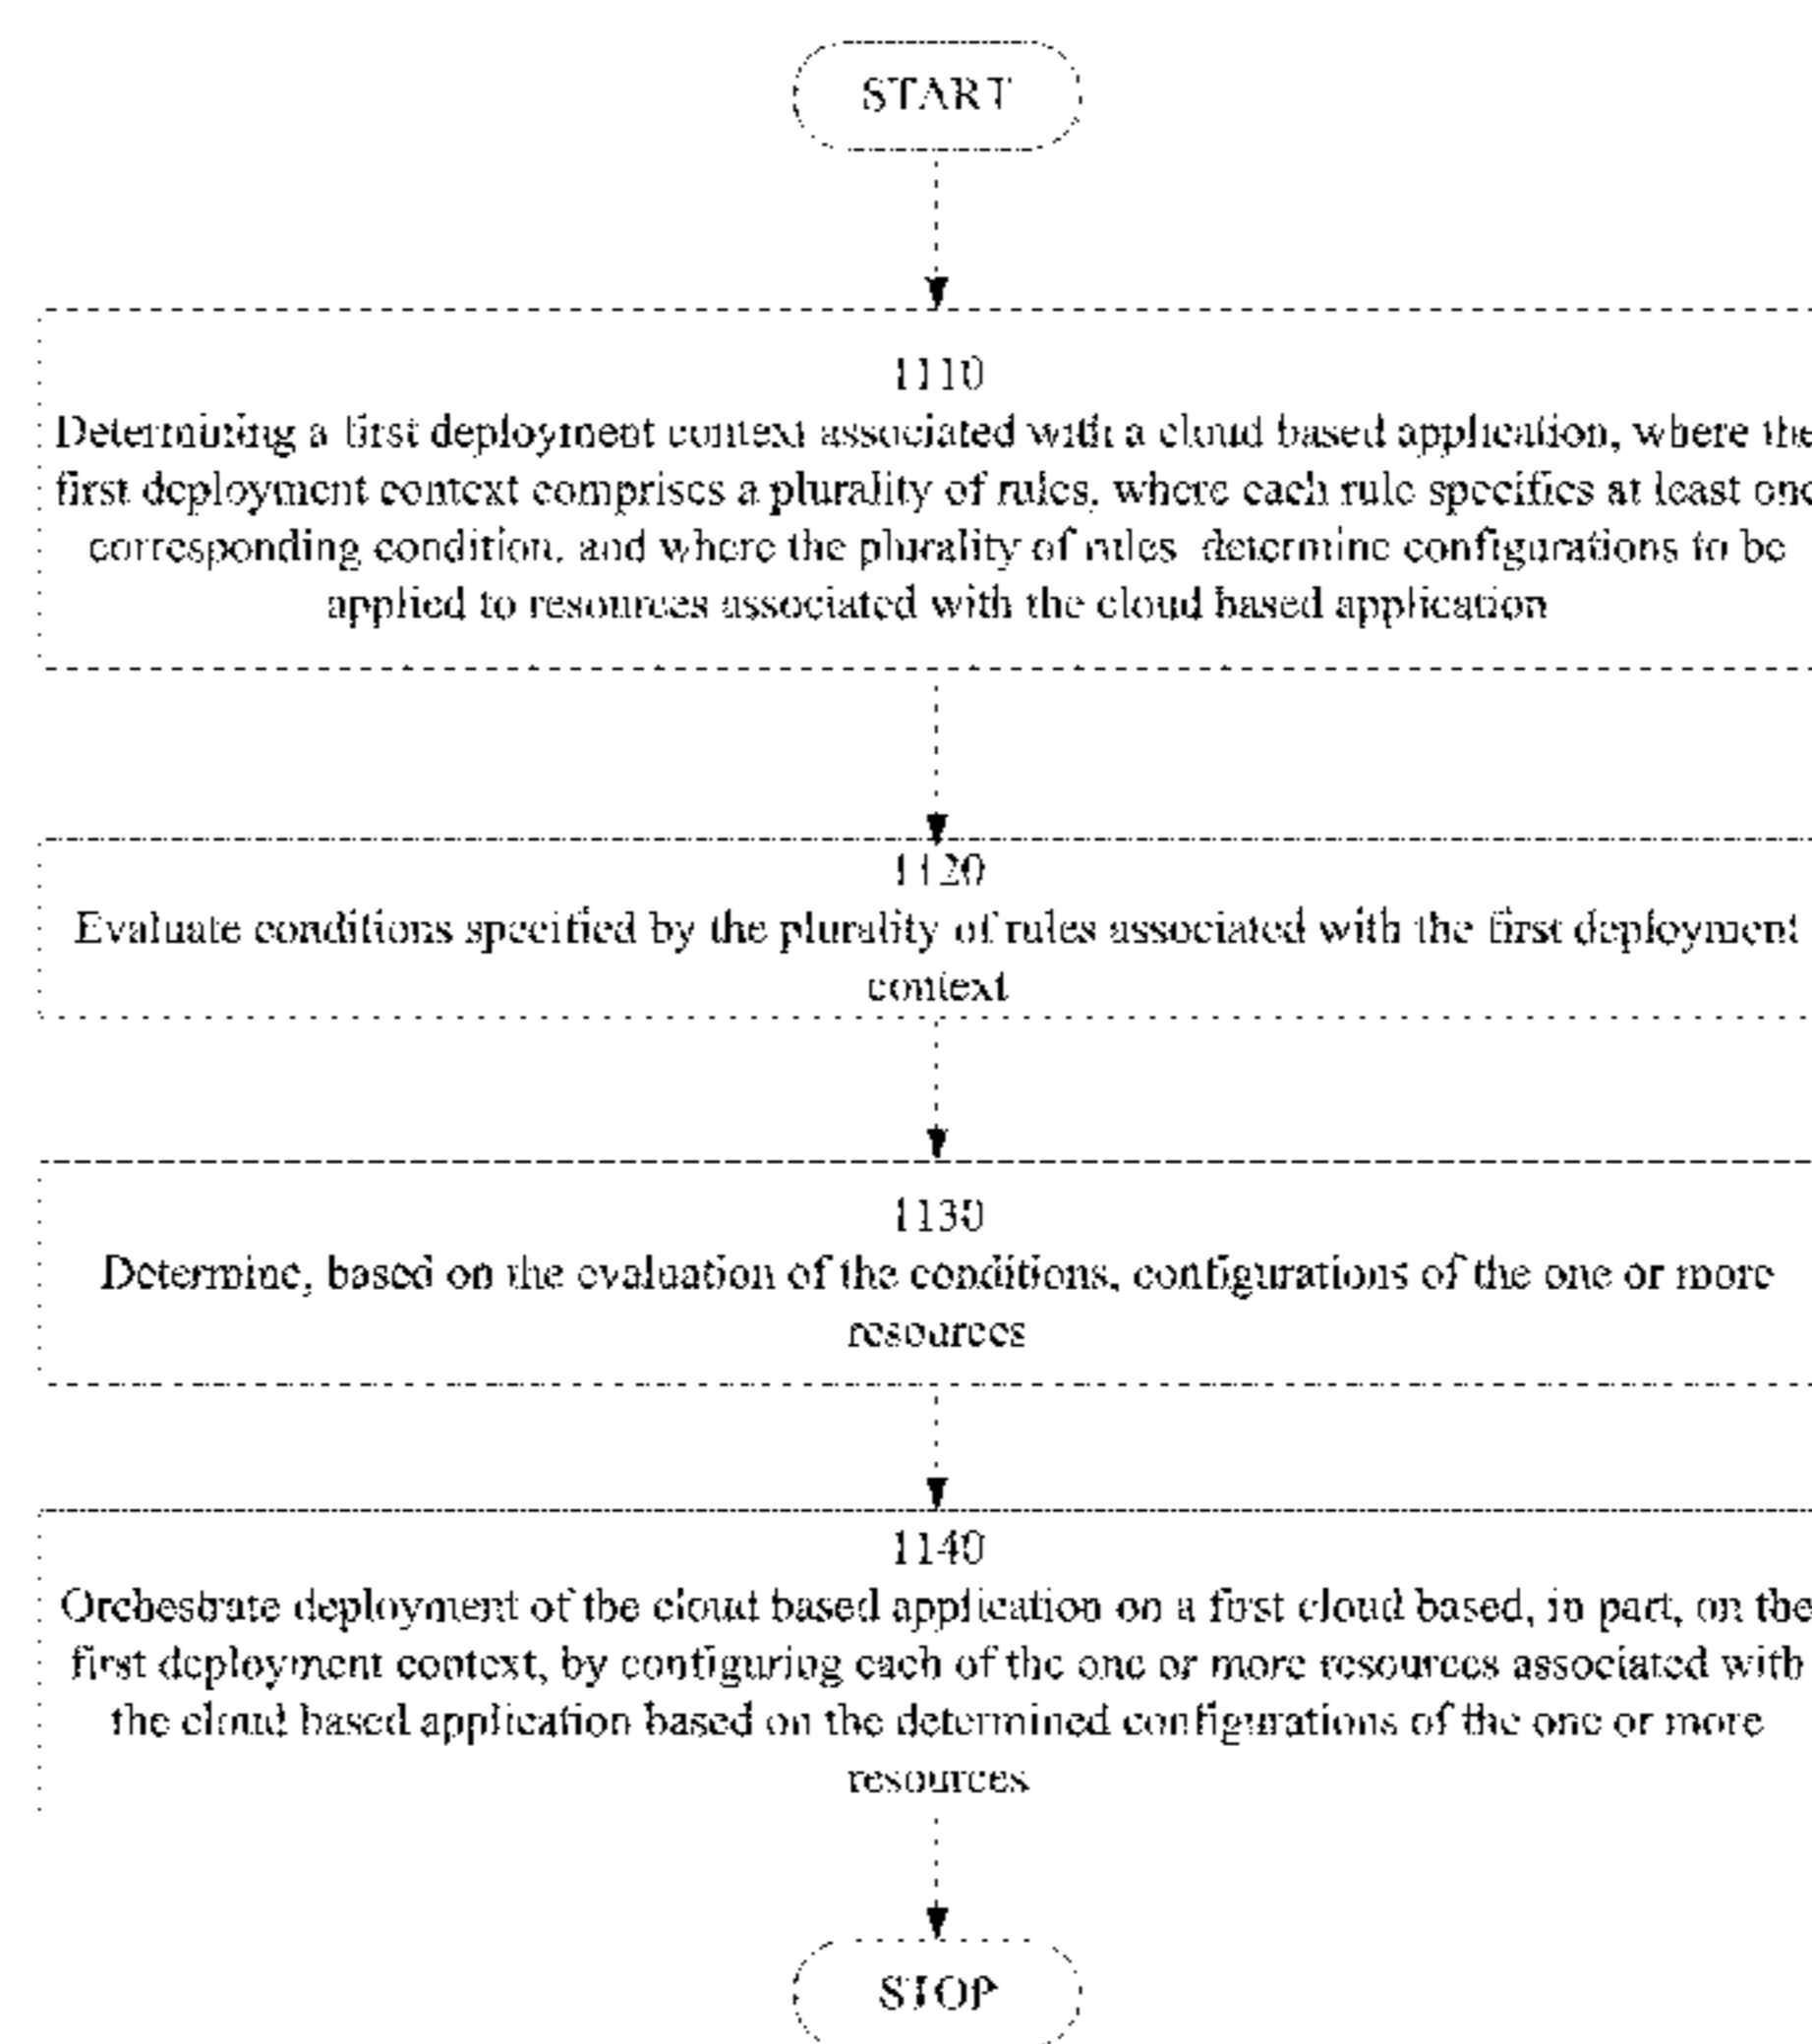 START
1110
Determining a first deployment context associated with a cloud based application, where the
first deployment context comprises a plurality of rules, where each rule specifies at least one
corresponding condition, and where the plurality of rules determine configurations to be
applied to resources associated with the cloud based application
1120
Evaluate conditions specified by the plurality of rules associated with the first deployment
context
1130
Determine, based on the evaluation of the conditions, configurations of the one or more
resources
1140
Orchestrate deployment of the cloud based application on a first cloud based, in part, on the
first deployment context, by configuring each of the one or more resources associated with
the cloud based application based on the determined configurations of the one or more
resources
STOP